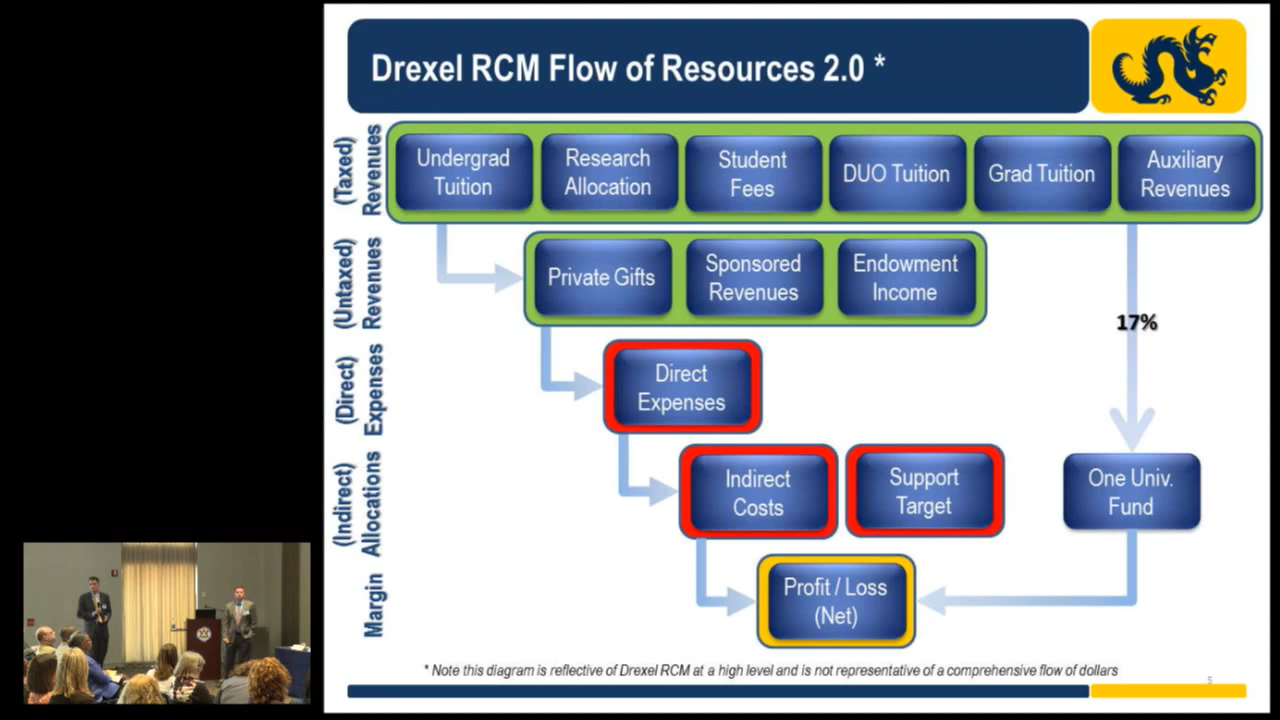 Drexel RCM Flow of Resources 2.0 *
(Taxed)
Revenues
Undergrad
Tuition
Research
Allocation
Student
Fees
DUO Tuition
Grad Tuition
Auxiliary
Revenues
(Untaxed)
Revenues
Private Gifts
Sponsored
Revenues
Endowment
Income
17%
(Direct)
Expenses
Direct
Expenses
(Indirect)
Allocations
Indirect
Costs
Support
Target
One Univ.
Fund
Margin
Profit / Loss
(Net)
* Note this diagram is reflective of Drexel RCM at a high level and is not representative of a comprehensive flow of dollars
5